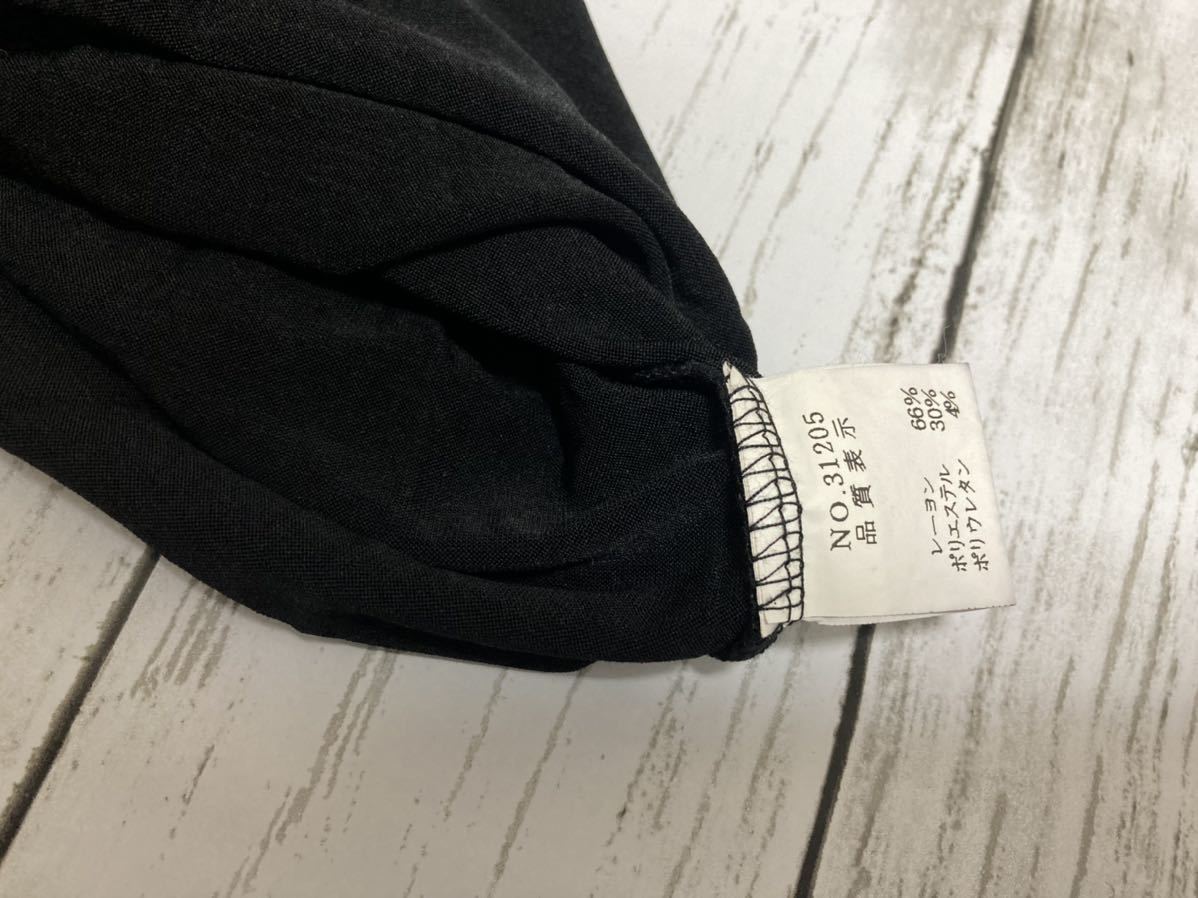 NO.31205
品質表示
レーヨン 66%
ポリエステル 30%
ポリウレタン 4%